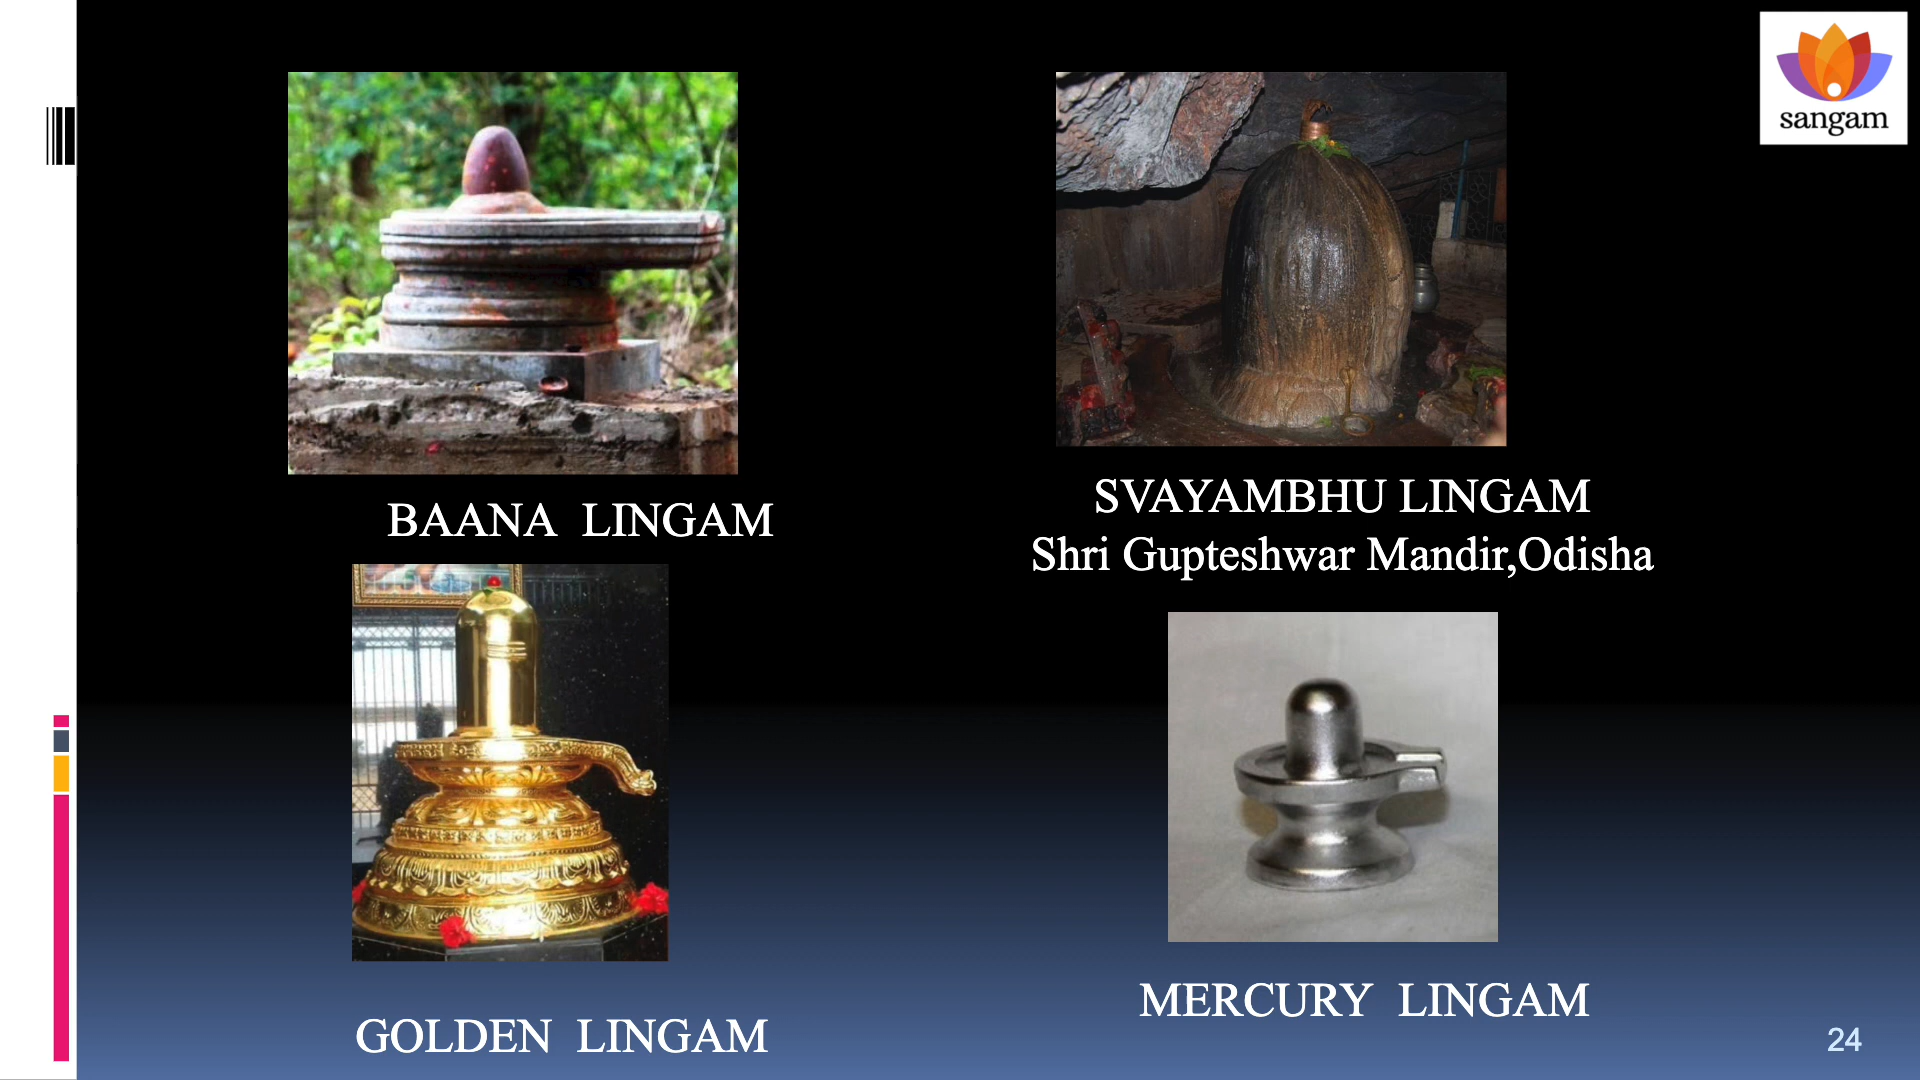 sangam
BAANA LINGAM
SVAYAMBHU LINGAM
Shri Gupteshwar Mandir,Odisha
GOLDEN LINGAM
MERCURY LINGAM
24